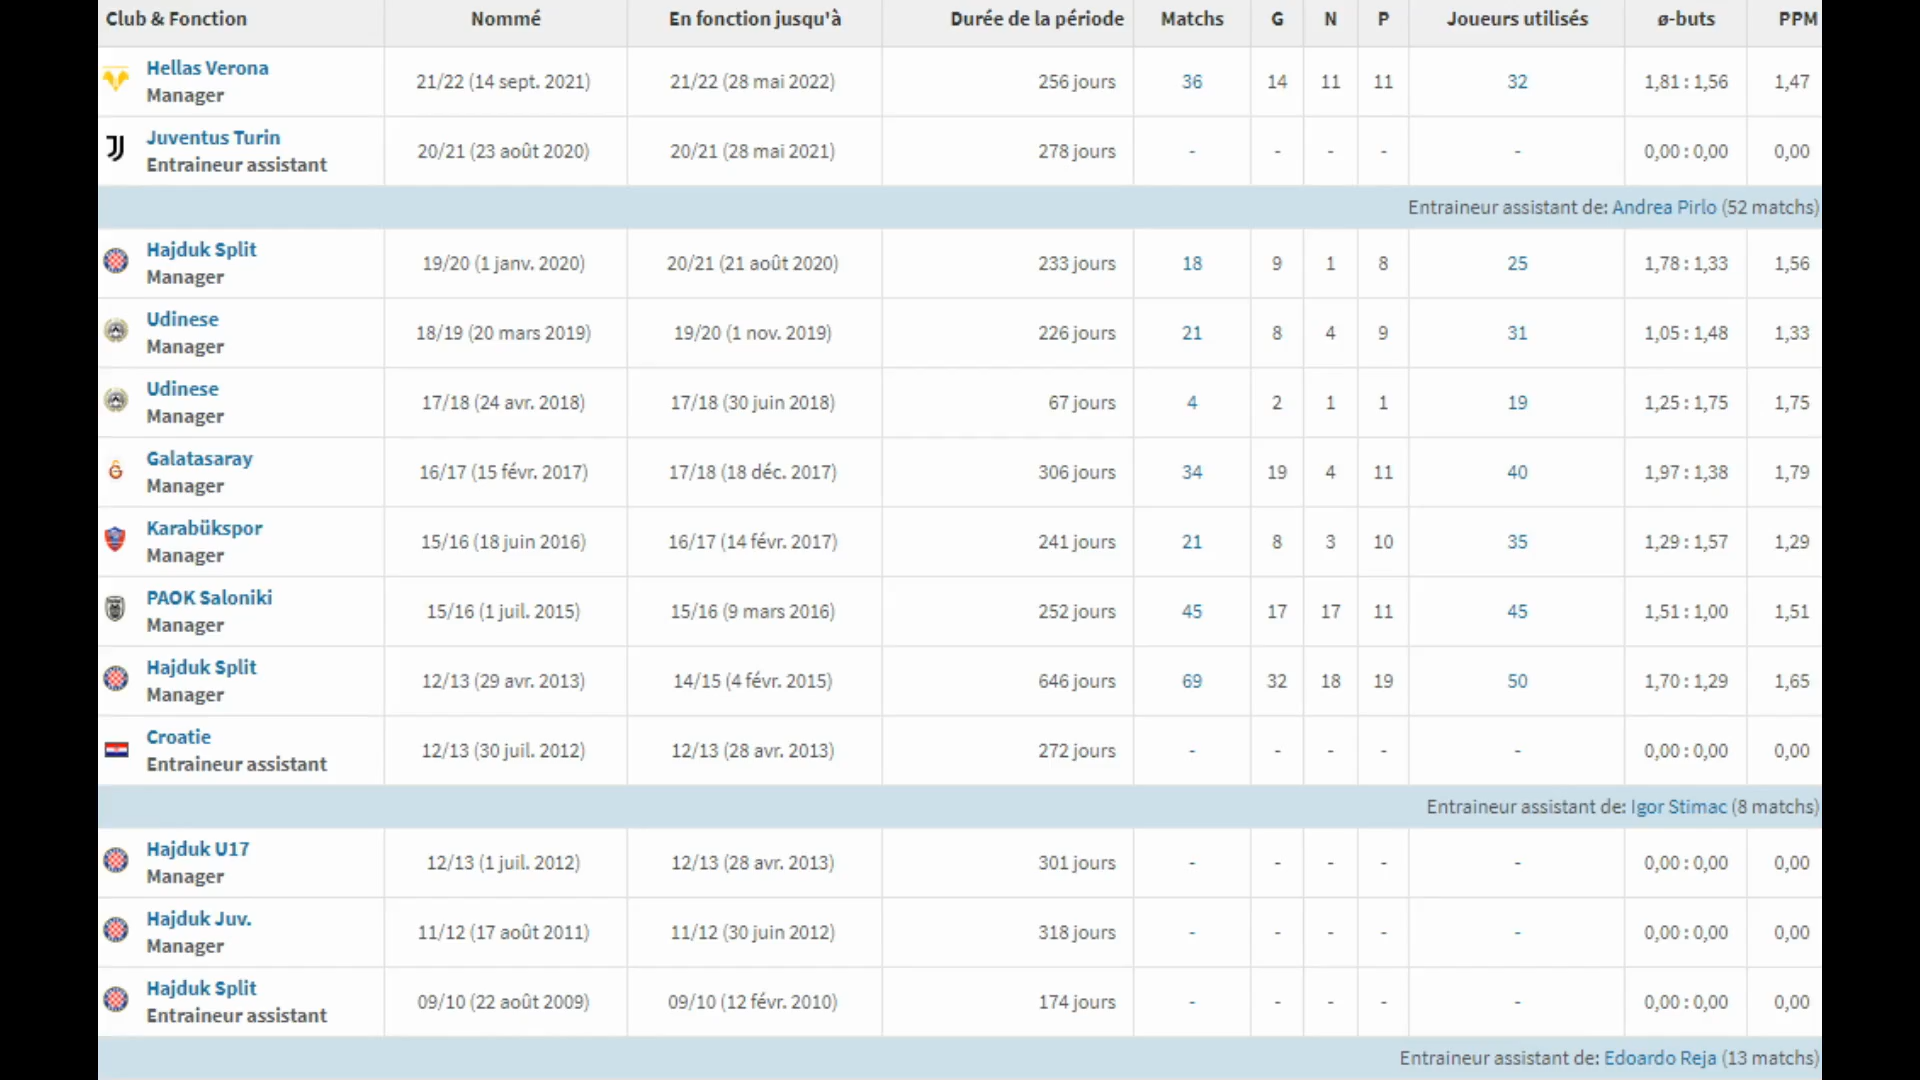 Club & Fonction Nommé En fonction jusqu'à Durée de la période Matchs G N P Joueurs utilisés ø-buts PPM
Hellas Verona
Manager 21/22 (14 sept. 2021) 21/22 (28 mai 2022) 256 jours 36 14 11 11 32 1,81 : 1,56 1,47
Juventus Turin
Entraineur assistant 20/21 (23 août 2020) 20/21 (28 mai 2021) 278 jours - - - - - 0,00 : 0,00 0,00
Entraineur assistant de: Andrea Pirlo (52 matchs)
Hajduk Split
Manager 19/20 (1 janv. 2020) 20/21 (21 août 2020) 233 jours 18 9 1 8 25 1,78 : 1,33 1,56
Udinese
Manager 18/19 (20 mars 2019) 19/20 (1 nov. 2019) 226 jours 21 8 4 9 31 1,05 : 1,48 1,33
Udinese
Manager 17/18 (24 avr. 2018) 17/18 (30 juin 2018) 67 jours 4 2 1 1 19 1,25 : 1,75 1,75
Galatasaray
Manager 16/17 (15 févr. 2017) 17/18 (18 déc. 2017) 306 jours 34 19 4 11 40 1,97 : 1,38 1,79
Karabükspor
Manager 15/16 (18 juin 2016) 16/17 (14 févr. 2017) 241 jours 21 8 3 10 35 1,29 : 1,57 1,29
PAOK Saloniki
Manager 15/16 (1 juil. 2015) 15/16 (9 mars 2016) 252 jours 45 17 17 11 45 1,51 : 1,00 1,51
Hajduk Split
Manager 12/13 (29 avr. 2013) 14/15 (4 févr. 2015) 646 jours 69 32 18 19 50 1,70 : 1,29 1,65
Croatie
Entraineur assistant 12/13 (30 juil. 2012) 12/13 (28 avr. 2013) 272 jours - - - - - 0,00 : 0,00 0,00
Entraineur assistant de: Igor Stimac (8 matchs)
Hajduk U17
Manager 12/13 (1 juil. 2012) 12/13 (28 avr. 2013) 301 jours - - - - - 0,00 : 0,00 0,00
Hajduk Juv.
Manager 11/12 (17 août 2011) 11/12 (30 juin 2012) 318 jours - - - - - 0,00 : 0,00 0,00
Hajduk Split
Entraineur assistant 09/10 (22 août 2009) 09/10 (12 févr. 2010) 174 jours - - - - - 0,00 : 0,00 0,00
Entraineur assistant de: Edoardo Reja (13 matchs)